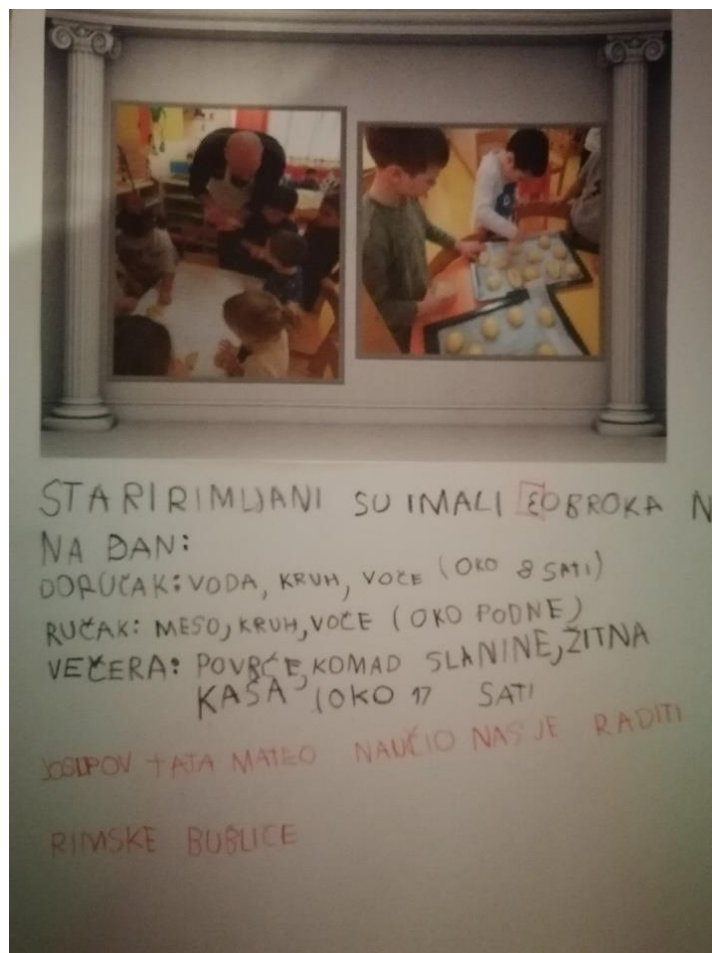 STARI RIMLJANI SU IMALI 3 OBROKA N
NA DAN:
DORUČAK: VODA, KRUH, VOĆE (OKO 8 SATI)
RUČAK: MESO, KRUH, VOĆE (OKO PODNE)
VEČERA: POVRĆE, KOMAD SLANINE, ŽITNA
KAŠA (OKO 17 SATI
JOSIPOV TATA MATEO NAUČIO NAS JE RADITI
RIMSKE BUBLICE